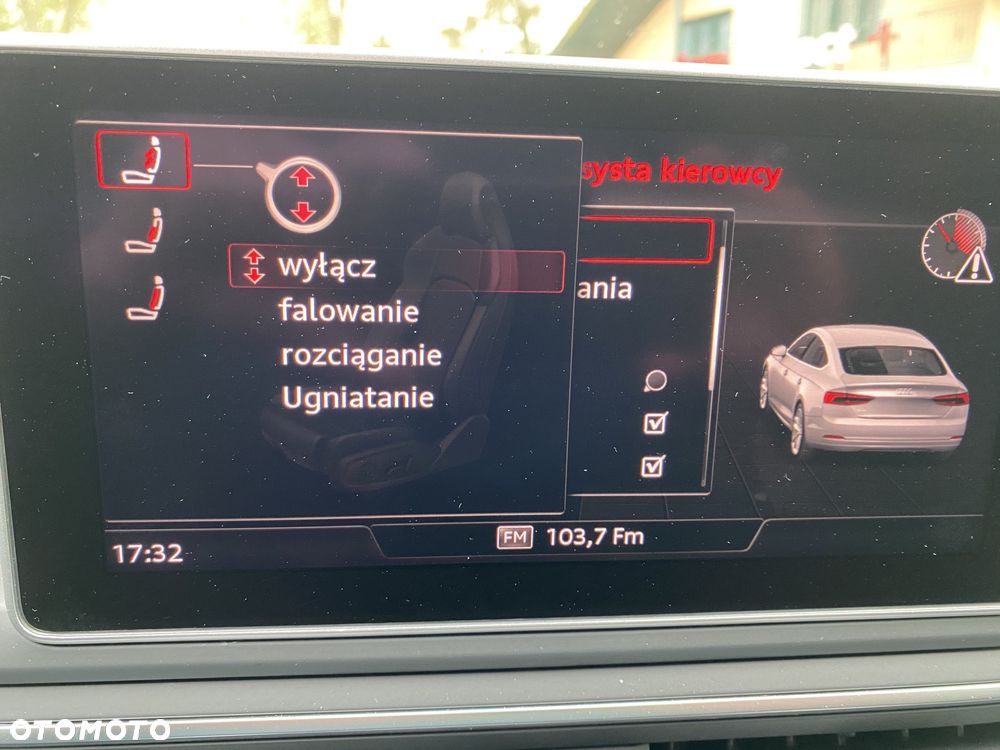 systa kierowcy
wyłącz
falowanie
rozciąganie
Ugniatanie
ania
17:32
FM 103,7 Fm
OTOMOTO